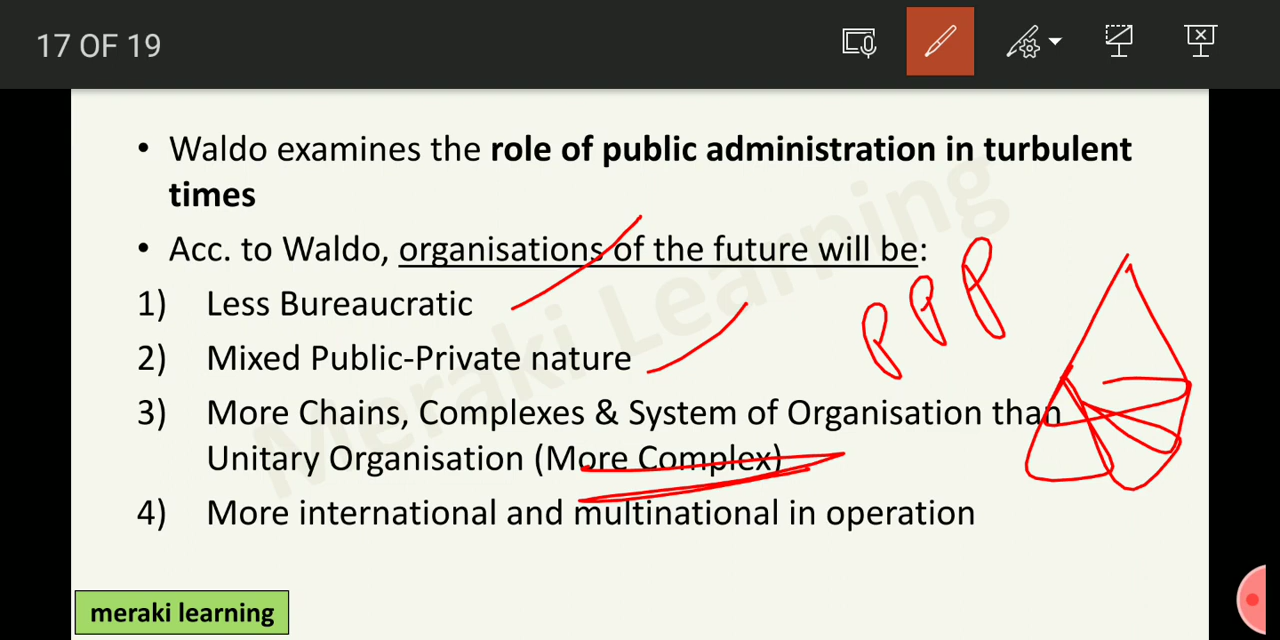 17 OF 19
• Waldo examines the role of public administration in turbulent
times
• Acc. to Waldo, organisations of the future will be:
1) Less Bureaucratic
2) Mixed Public-Private nature
PPP
3) More Chains, Complexes & System of Organisation than
Unitary Organisation (More Complex)
4) More international and multinational in operation
Meraki Learning
meraki learning